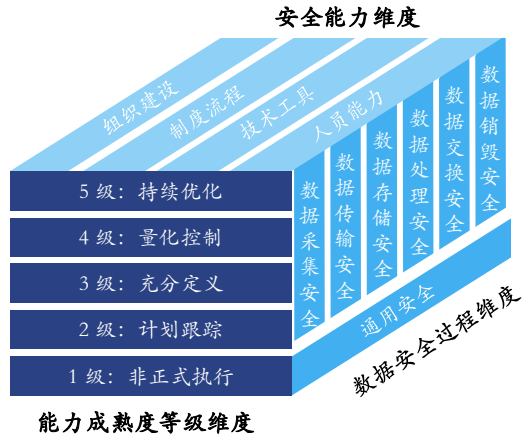 安全能力维度
组织建设
制度流程
技术工具
人员能力
5 级：持续优化
4 级：量化控制
3 级：充分定义
2 级：计划跟踪
1 级：非正式执行
数据采集安全
数据传输安全
数据存储安全
数据处理安全
数据交换安全
数据销毁安全
通用安全
数据安全过程维度
能力成熟度等级维度